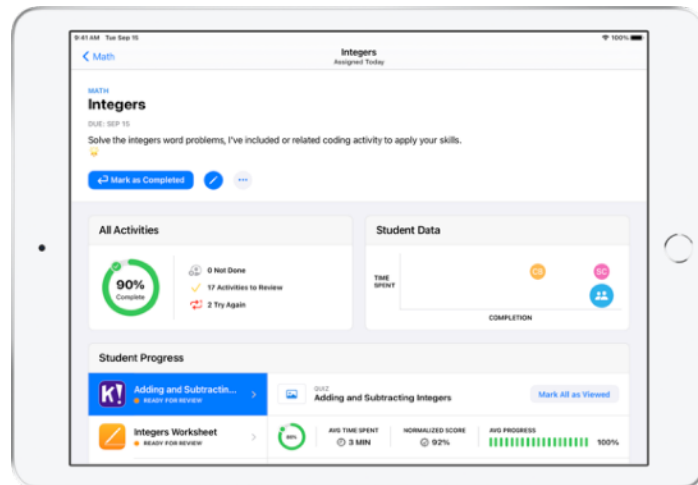 9:41 AM Tue Sep 15
100%
Math
Integers
Assigned Today
MATH
Integers
DUE: SEP 15
Solve the integers word problems, I've included or related coding activity to apply your skills.
Mark as Completed
All Activities
90%
Complete
0 Not Done
17 Activities to Review
2 Try Again
Student Data
TIME
SPENT
CB
SC
COMPLETION
Student Progress
K!
Adding and Subtractin...
READY FOR REVIEW
QUIZ
Adding and Subtracting Integers
Mark All as Viewed
Integers Worksheet
READY FOR REVIEW
AVG TIME SPENT
3 MIN
NORMALIZED SCORE
92%
AVG PROGRESS
100%